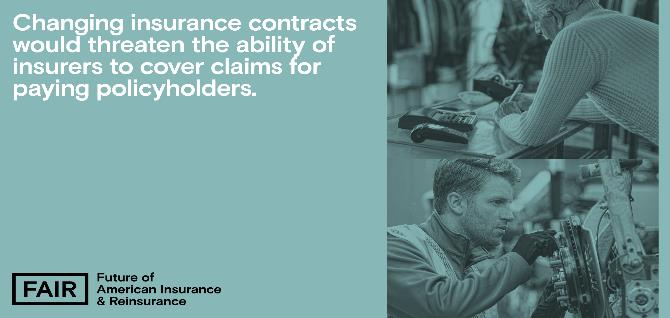 Changing insurance contracts
would threaten the ability of
insurers to cover claims for
paying policyholders.
FAIR
Future of
American Insurance
& Reinsurance